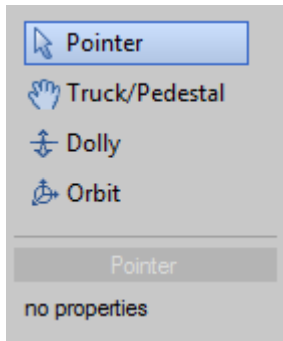 Pointer
Truck/Pedestal
Dolly
Orbit
Pointer
no properties